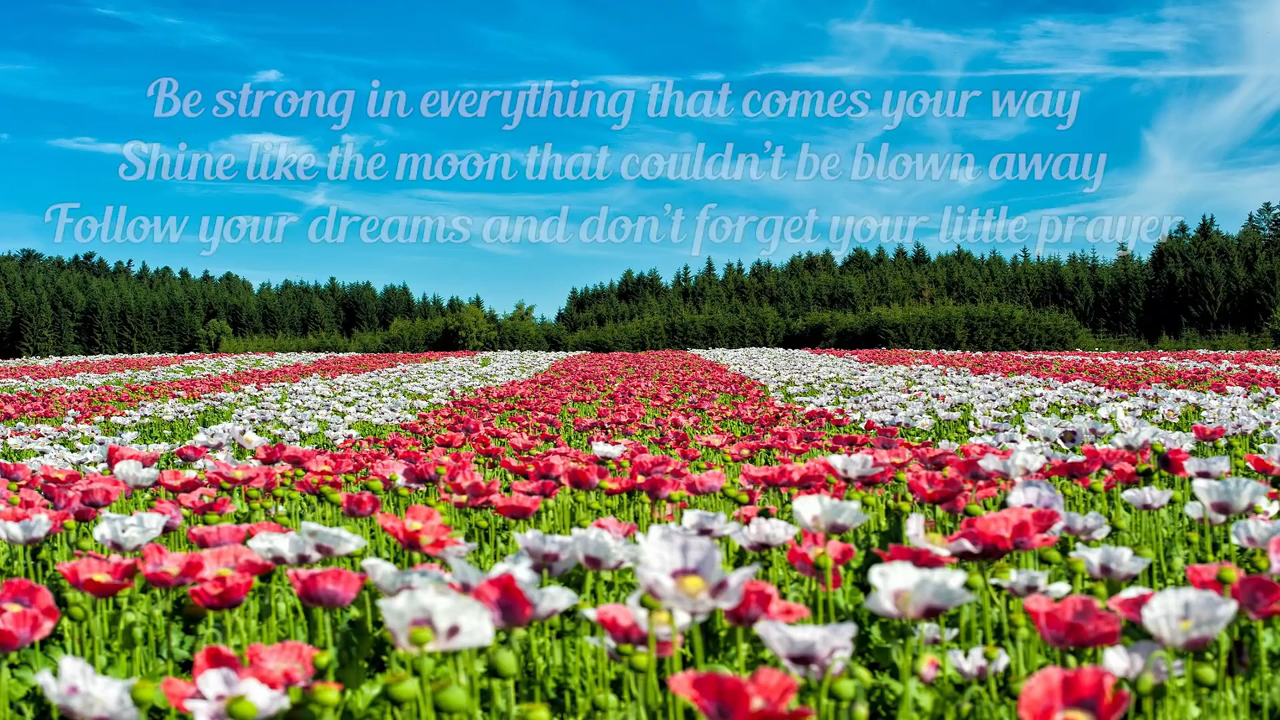 Be strong in everything that comes your way
Shine like the moon that couldn't be blown away
Follow your dreams and don't forget your little prayer